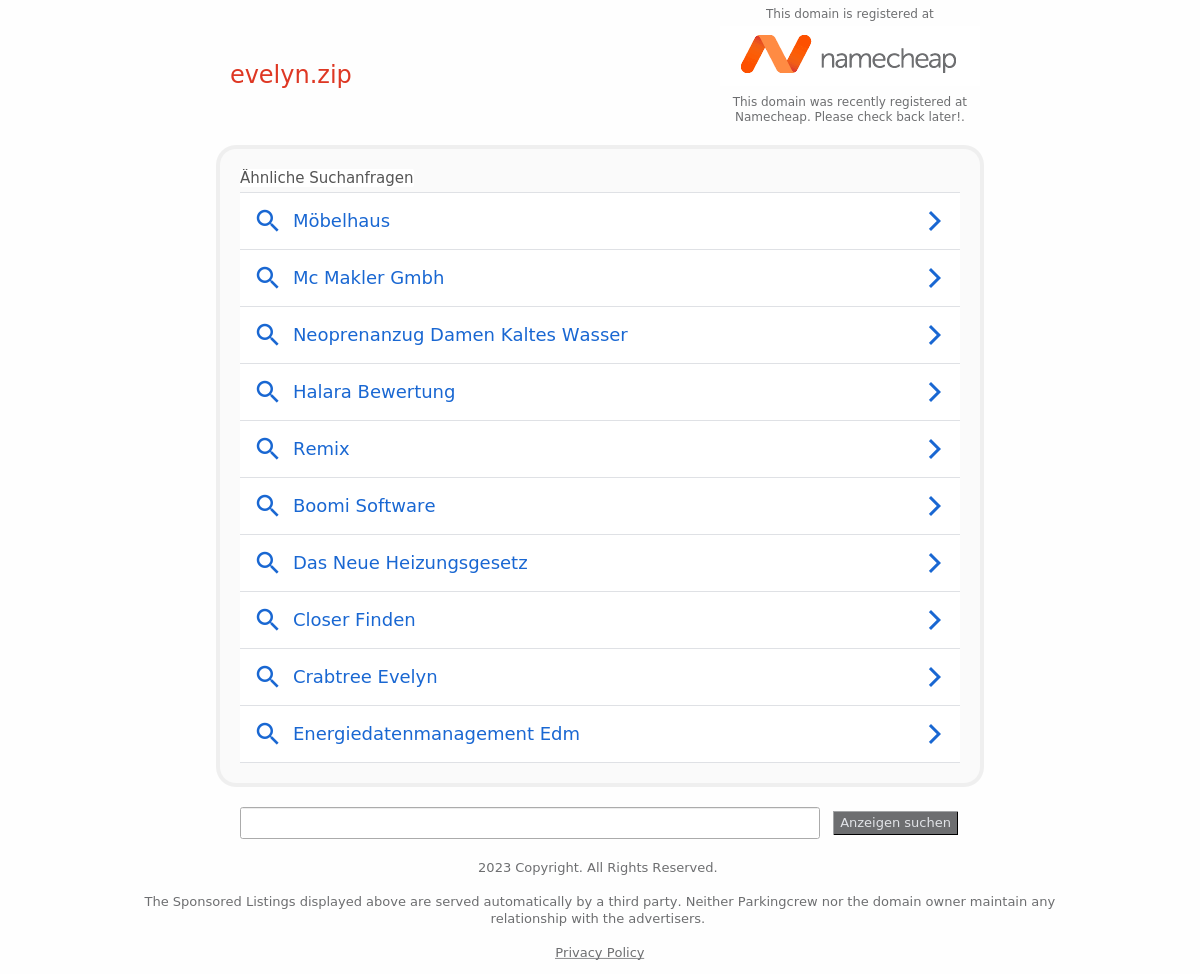 This domain is registered at
namecheap
evelyn.zip
This domain was recently registered at
Namecheap. Please check back later!.
Ähnliche Suchanfragen
Möbelhaus
Mc Makler Gmbh
Neoprenanzug Damen Kaltes Wasser
Halara Bewertung
Remix
Boomi Software
Das Neue Heizungsgesetz
Closer Finden
Crabtree Evelyn
Energiedatenmanagement Edm
Anzeigen suchen
2023 Copyright. All Rights Reserved.
The Sponsored Listings displayed above are served automatically by a third party. Neither Parkingcrew nor the domain owner maintain any
relationship with the advertisers.
Privacy Policy